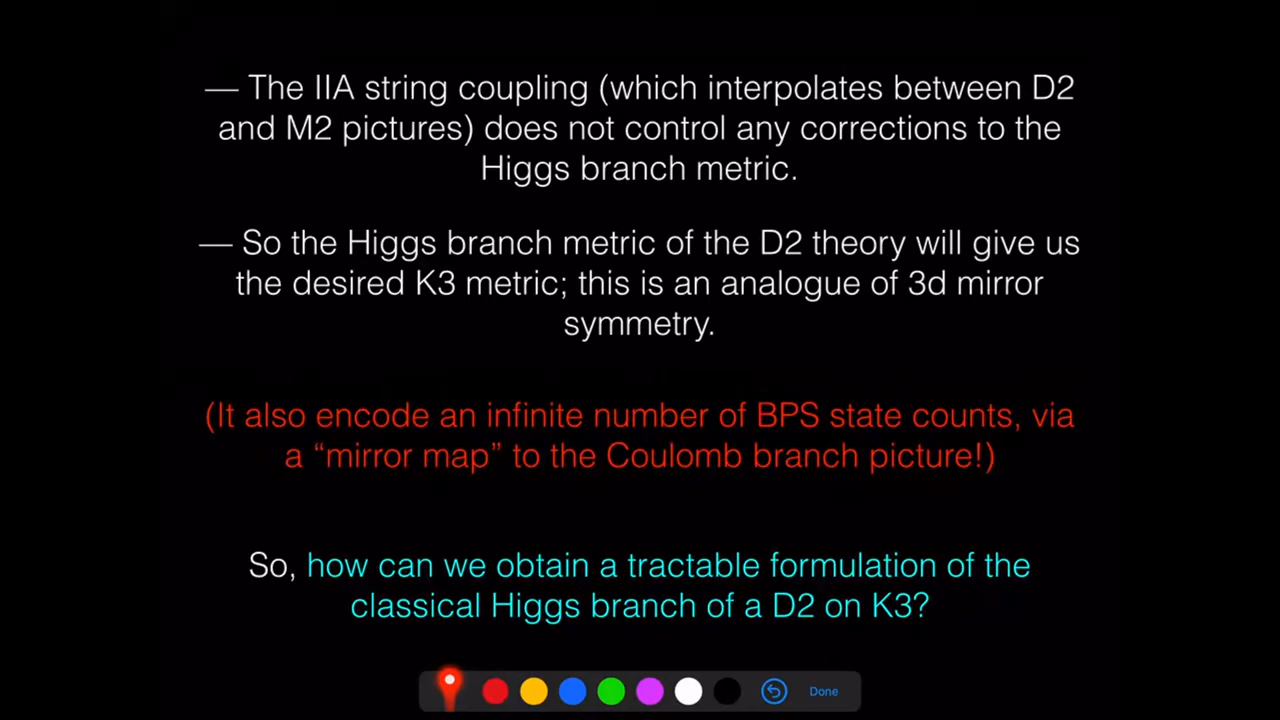 — The IIA string coupling (which interpolates between D2
and M2 pictures) does not control any corrections to the
Higgs branch metric.
— So the Higgs branch metric of the D2 theory will give us
the desired K3 metric; this is an analogue of 3d mirror
symmetry.
(It also encode an infinite number of BPS state counts, via
a “mirror map” to the Coulomb branch picture!)
So, how can we obtain a tractable formulation of the
classical Higgs branch of a D2 on K3?
Done